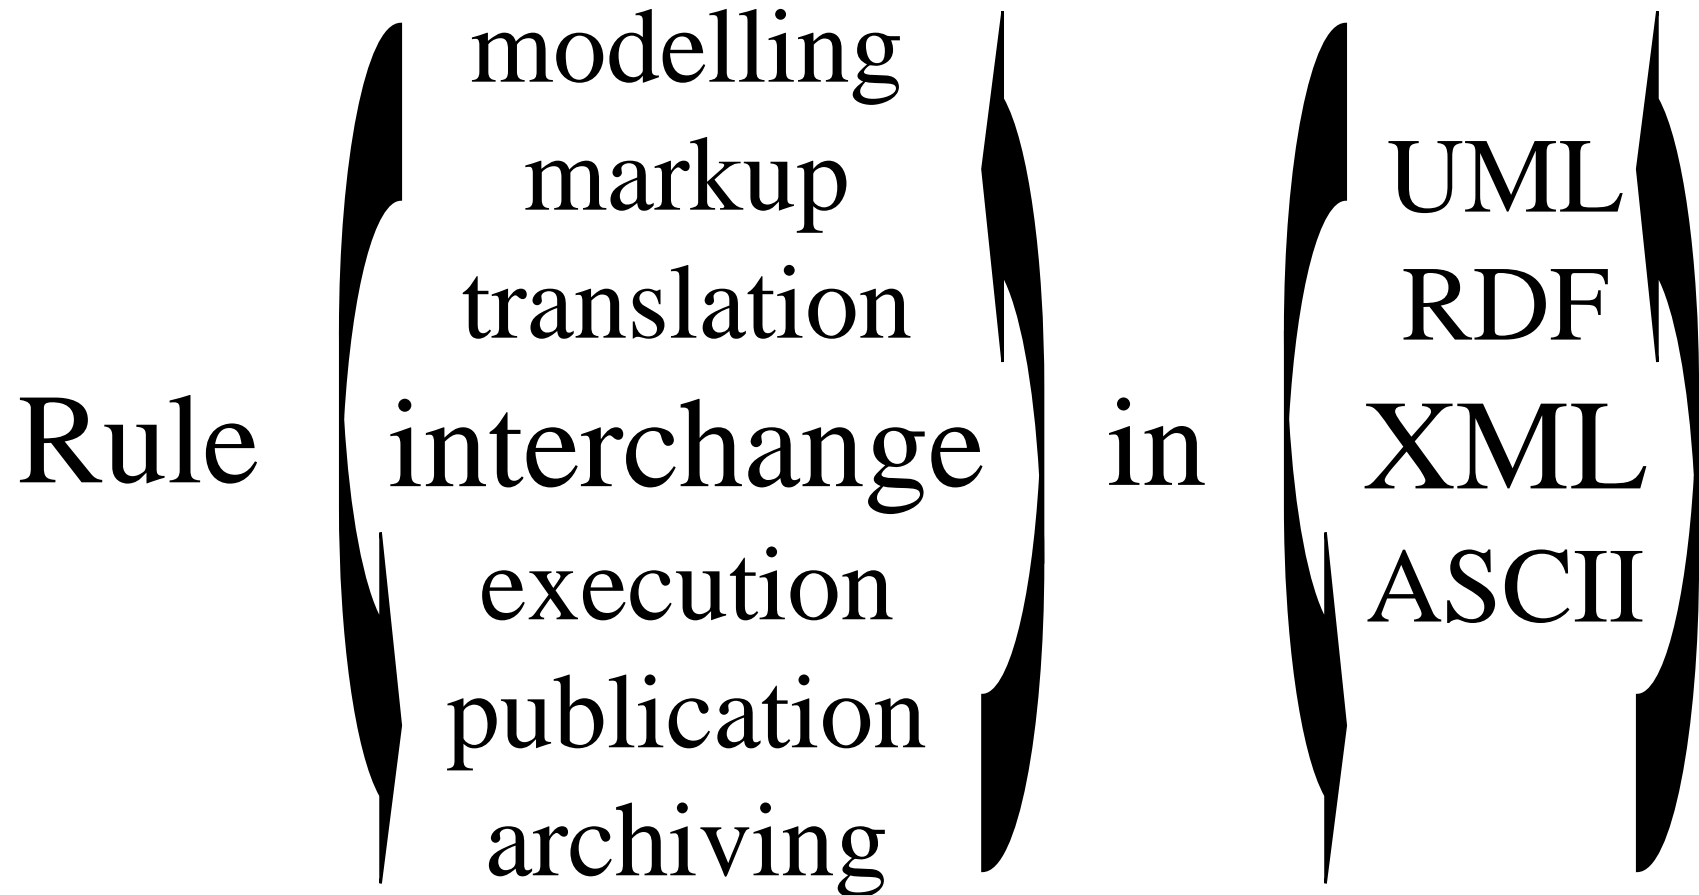 modelling
markup UML
translation RDF
Rule interchange in XML
execution ASCII
publication
archiving